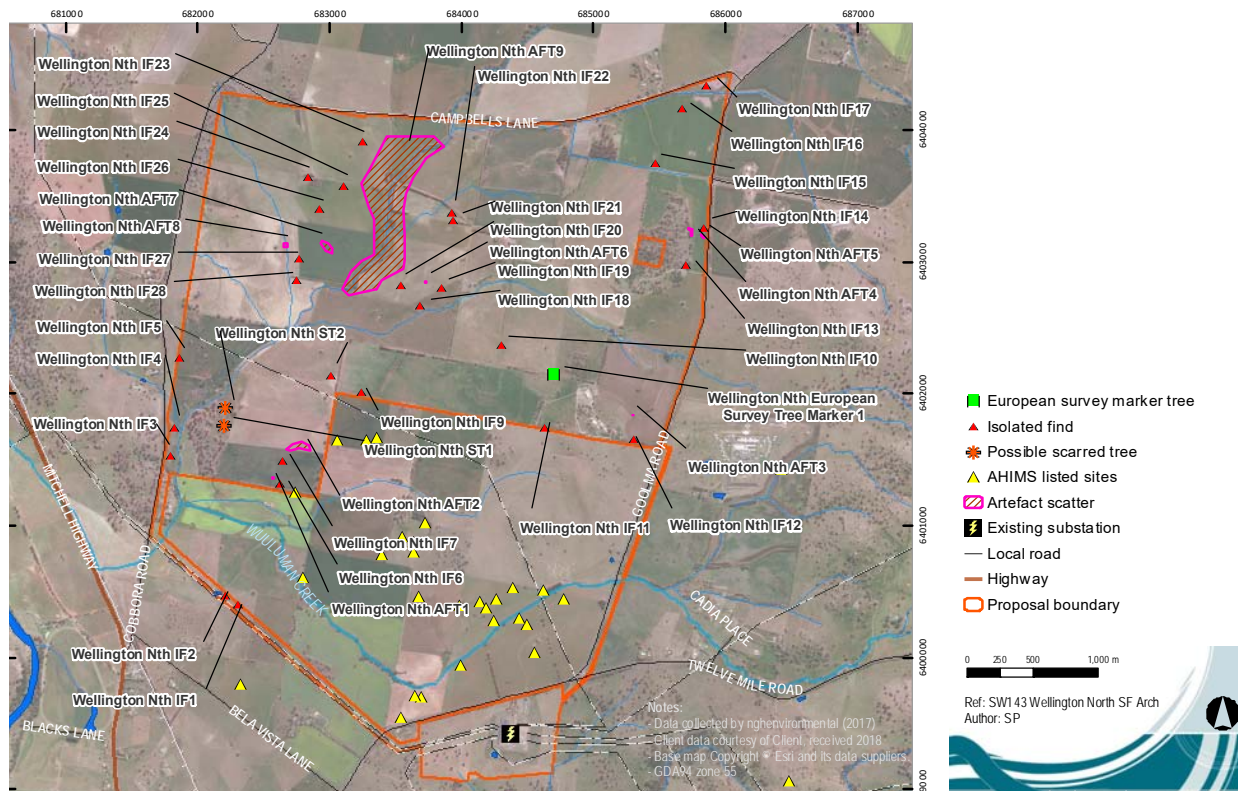 681000
682000
683000
684000
685000
686000
687000
Wellington Nth AFT9
Wellington Nth IF23
Wellington Nth IF22
Wellington Nth IF25
Wellington Nth IF17
CAMPBELLS LANE
Wellington Nth IF24
6404000
Wellington Nth IF16
Wellington Nth IF26
Wellington Nth IF15
Wellington Nth AFT7
Wellington Nth IF21
Wellington Nth IF14
Wellington Nth AFT8
Wellington Nth IF20
Wellington Nth AFT6
Wellington Nth AFT5
Wellington Nth IF27
Wellington Nth IF19
6403000
Wellington Nth IF28
Wellington Nth AFT4
Wellington Nth IF18
Wellington Nth IF5
Wellington Nth ST2
Wellington Nth IF13
Wellington Nth IF4
Wellington Nth IF10
Wellington Nth European
Survey Tree Marker 1
6402000
Wellington Nth IF3
Wellington Nth IF9
Wellington Nth ST1
Wellington Nth AFT3
GOOLMA ROAD
MITCHELL HIGHWAY
Wellington Nth AFT2
Wellington Nth IF11
Wellington Nth IF12
6401000
WUULUMAN CREEK
Wellington Nth IF7
COBBORA ROAD
Wellington Nth IF6
Wellington Nth AFT1
CADIA PLACE
Wellington Nth IF2
6400000
TWELVE MILE ROAD
Wellington Nth IF1
BELA VISTA LANE
BLACKS LANE
Notes:
- Data collected by nghenvironmental (2017)
- Client data courtesy of Client, received 2018
- Base map Copyright © Esri and its data suppliers
- GDA94 zone 55
European survey marker tree
Isolated find
Possible scarred tree
AHIMS listed sites
Artefact scatter
Existing substation
Local road
Highway
Proposal boundary
0 250 500 1,000 m
Ref: SW143 Wellington North SF Arch
Author: SP